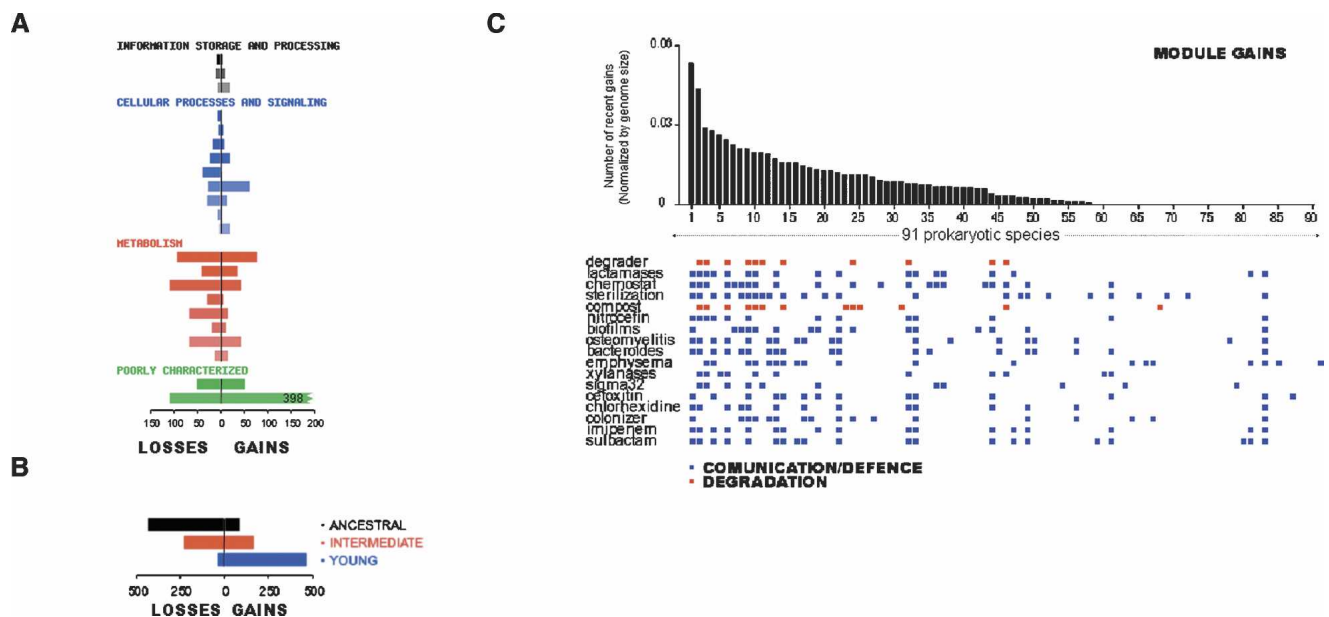 A
INFORMATION STORAGE AND PROCESSING
CELLULAR PROCESSES AND SIGNALING
METABOLISM
POORLY CHARACTERIZED
398
150 100 50 0 50 100 150 200
LOSSES GAINS
B
ANCESTRAL
INTERMEDIATE
YOUNG
500 250 0 250 500
LOSSES GAINS
C
MODULE GAINS
Number of recent gains
(Normalized by genome size)
0.06
0.03
0
1 5 10 15 20 25 30 35 40 45 50 55 60 65 70 75 80 85 90
91 prokaryotic species
degrader
lactamases
chemostat
sterilization
compost
nitrocefin
biofilms
osteomyelitis
bacteroides
emphysema
xylanases
sigma32
cefoxitin
chlorhexidine
colonizer
imipenem
sulbactam
COMUNICATION/DEFENCE
DEGRADATION